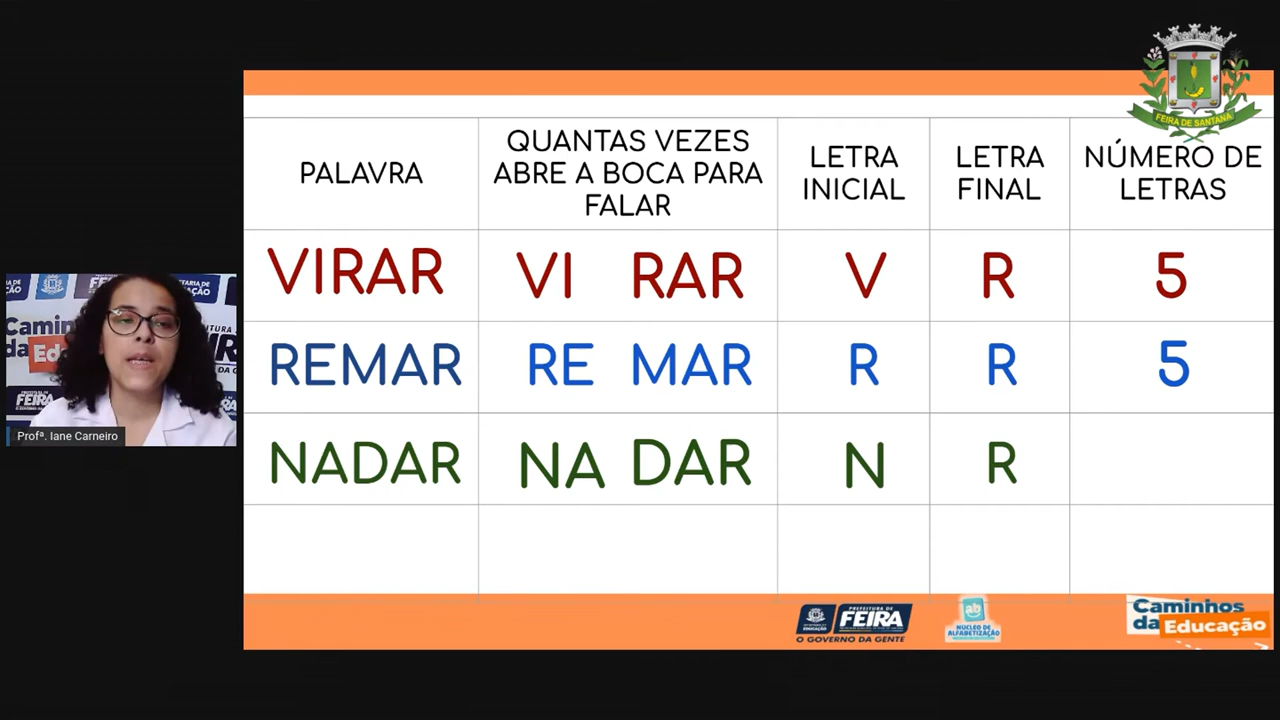 FEIRA DE SANTANA
PALAVRA
QUANTAS VEZES
ABRE A BOCA PARA
FALAR
LETRA
INICIAL
LETRA
FINAL
NÚMERO DE
LETRAS
VIRAR VI RAR V R 5
REMAR RE MAR R R 5
NADAR NA DAR N R
Profª. Iane Carneiro
EDUCAÇÃO
PREFEITURA DE
FEIRA
O GOVERNO DA GENTE
ab
NÚCLEO DE
ALFABETIZAÇÃO
Caminhos
da Educação